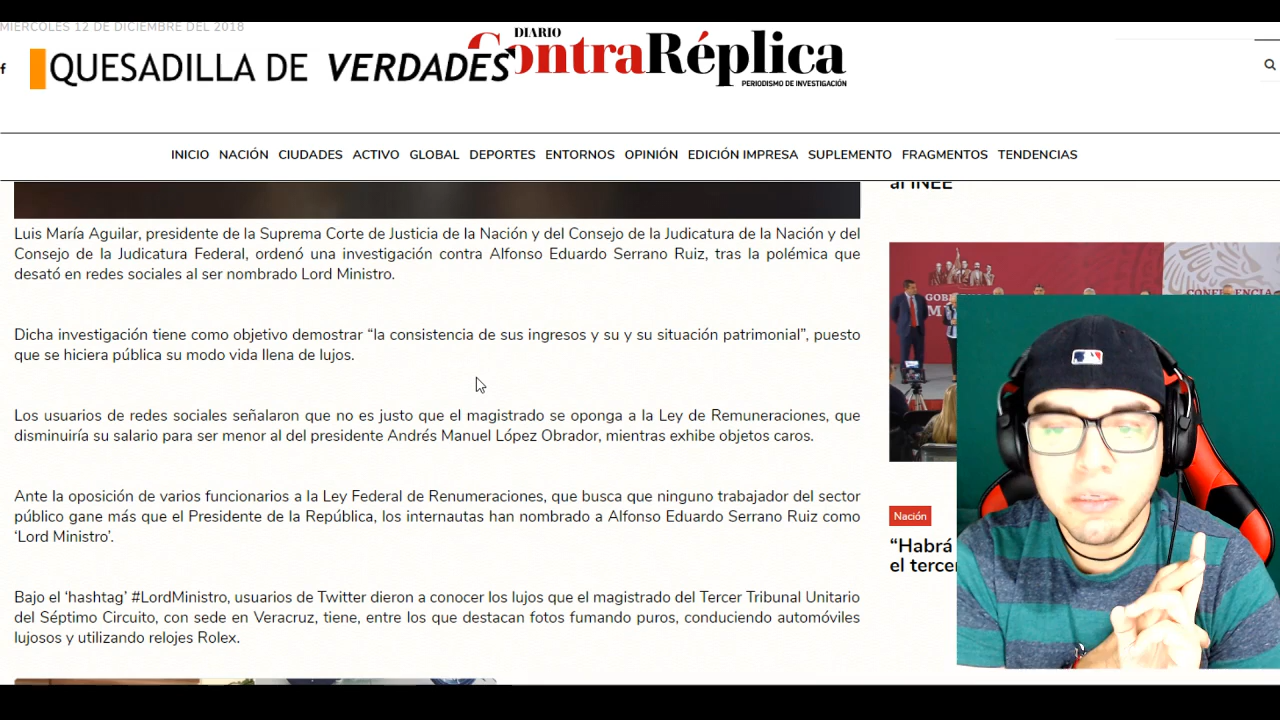 MIÉRCOLES 12 DE DICIEMBRE DEL 2018
DIARIO
ContraRéplica
PERIODISMO DE INVESTIGACIÓN
f QUESADILLA DE VERDADES
INICIO NACIÓN CIUDADES ACTIVO GLOBAL DEPORTES ENTORNOS OPINIÓN EDICIÓN IMPRESA SUPLEMENTO FRAGMENTOS TENDENCIAS
al INEE
Luis María Aguilar, presidente de la Suprema Corte de Justicia de la Nación y del Consejo de la Judicatura de la Nación y del
Consejo de la Judicatura Federal, ordenó una investigación contra Alfonso Eduardo Serrano Ruiz, tras la polémica que
desató en redes sociales al ser nombrado Lord Ministro.
Dicha investigación tiene como objetivo demostrar “la consistencia de sus ingresos y su y su situación patrimonial”, puesto
que se hiciera pública su modo vida llena de lujos.
Los usuarios de redes sociales señalaron que no es justo que el magistrado se oponga a la Ley de Remuneraciones, que
disminuiría su salario para ser menor al del presidente Andrés Manuel López Obrador, mientras exhibe objetos caros.
Ante la oposición de varios funcionarios a la Ley Federal de Renumeraciones, que busca que ninguno trabajador del sector
público gane más que el Presidente de la República, los internautas han nombrado a Alfonso Eduardo Serrano Ruiz como
‘Lord Ministro’.
Bajo el ‘hashtag’ #LordMinistro, usuarios de Twitter dieron a conocer los lujos que el magistrado del Tercer Tribunal Unitario
del Séptimo Circuito, con sede en Veracruz, tiene, entre los que destacan fotos fumando puros, conduciendo automóviles
lujosos y utilizando relojes Rolex.
Nación
“Habrá
el tercer